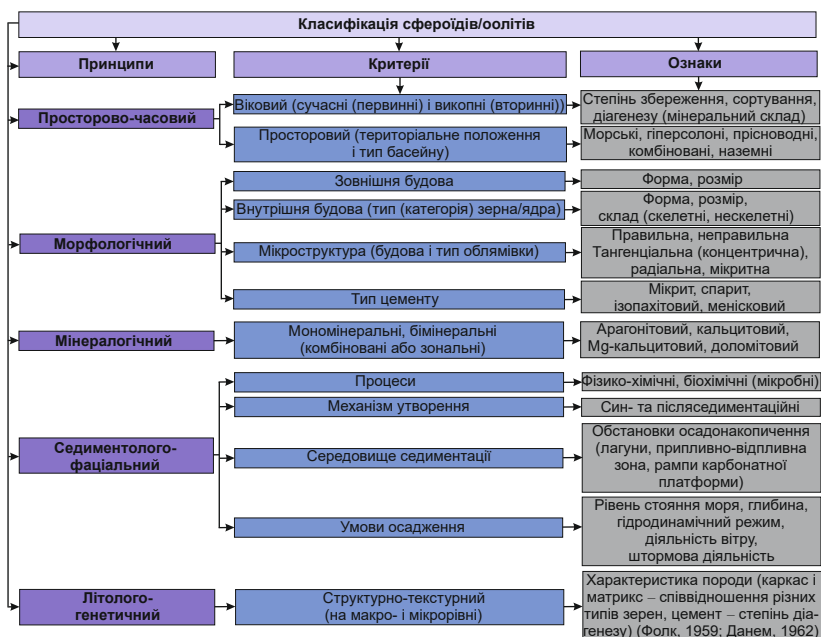 Класифікація сфероїдів/оолітів
Принципи
Критерії
Ознаки
Просторово-часовий
Віковий (сучасні (первинні) і викопні (вторинні))
Степінь збереження, сортування,
діагенезу (мінеральний склад)
Просторовий (територіальне положення
і тип басейну)
Морські, гіперсолоні, прісноводні,
комбіновані, наземні
Морфологічний
Зовнішня будова
Форма, розмір
Внутрішня будова (тип (категорія) зерна/ядра)
Форма, розмір,
склад (скелетні, нескелетні)
Мікроструктура (будова і тип облямівки)
Правильна, неправильна
Тангенціальна (концентрична),
радіальна, мікритна
Тип цементу
Мікрит, спарит,
ізопахітовий, менісковий
Мінералогічний
Мономінеральні, бімінеральні
(комбіновані або зональні)
Арагонітовий, кальцитовий,
Mg-кальцитовий, доломітовий
Седиментолого-
фаціальний
Процеси
Фізико-хімічні, біохімічні (мікробні)
Механізм утворення
Син- та післяседиментаційні
Середовище седиментації
Обстановки осадонакопичення
(лагуни, припливно-відпливна
зона, рампи карбонатної
платформи)
Умови осадження
Рівень стояння моря, глибина,
гідродинамічний режим,
діяльність вітру,
штормова діяльність
Літолого-
генетичний
Структурно-текстурний
(на макро- і мікрорівні)
Характеристика породи (каркас і
матрикс – співвідношення різних
типів зерен, цемент – степінь діа-
генезу) (Фолк, 1959; Данем, 1962)